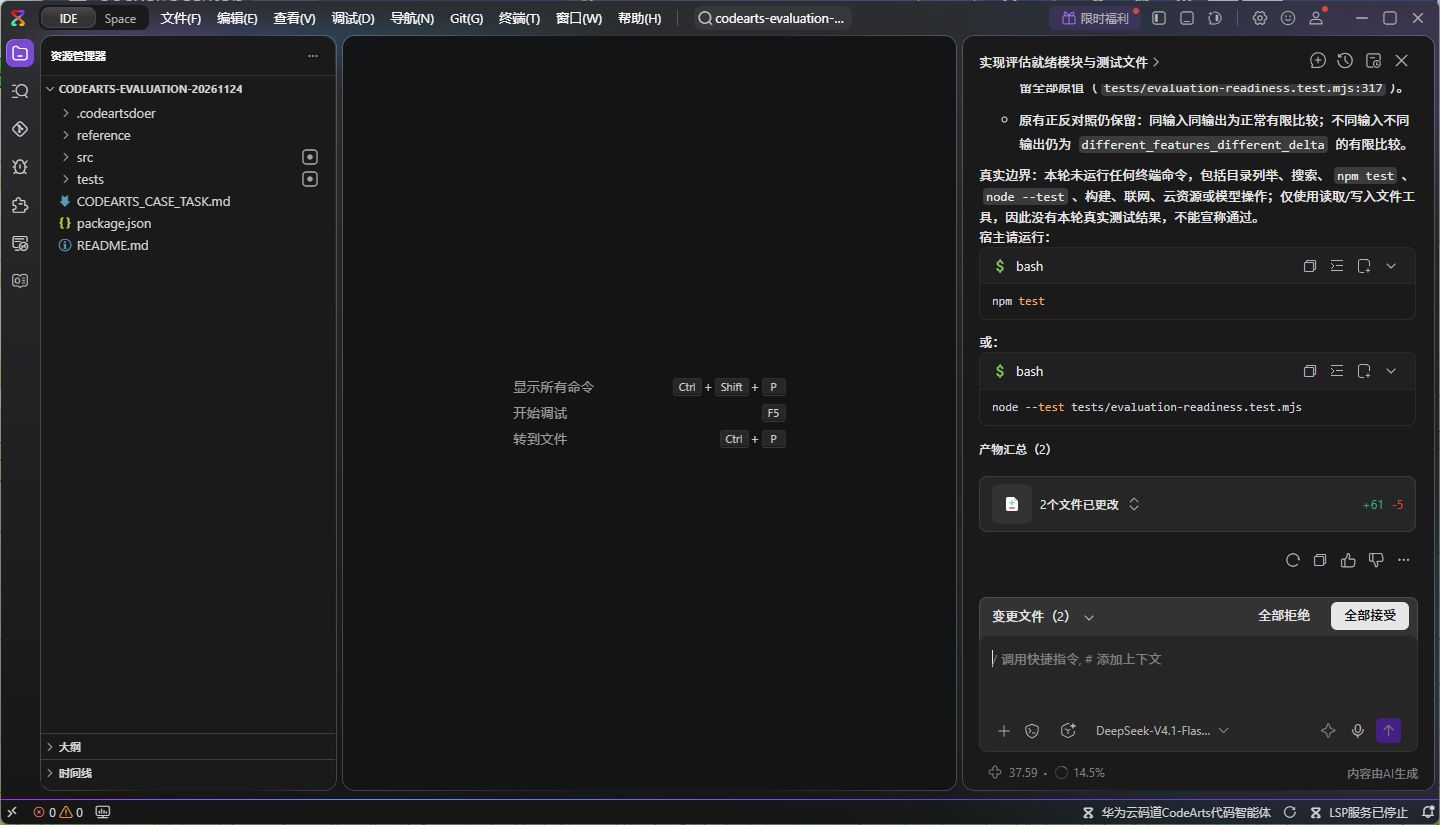 IDE Space 文件(F) 编辑(E) 查看(V) 调试(D) 导航(N) Git(G) 终端(T) 窗口(W) 帮助(H) codearts-evaluation-... 限时福利
资源管理器 ...
CODEARTS-EVALUATION-20261124
.codeartsdoer
reference
src
tests
CODEARTS_CASE_TASK.md
{} package.json
README.md
大纲
时间线
显示所有命令 Ctrl + Shift + P
开始调试 F5
转到文件 Ctrl + P
实现评估就绪模块与测试文件
留全部原值（ tests/evaluation-readiness.test.mjs:317 ）。
原有正反对照仍保留：同输入同输出为正常有限比较；不同输入不同
输出仍为 different_features_different_delta 的有限比较。
真实边界：本轮未运行任何终端命令，包括目录列举、搜索、 npm test 、
node --test 、构建、联网、云资源或模型操作；仅使用读取/写入文件工
具，因此没有本轮真实测试结果，不能宣称通过。
宿主请运行：
$ bash
npm test
或：
$ bash
node --test tests/evaluation-readiness.test.mjs
产物汇总（2）
2个文件已更改 +61 -5
变更文件（2） 全部拒绝 全部接受
/ 调用快捷指令, # 添加上下文
DeepSeek-V4.1-Flas...
37.59 · 14.5% 内容由AI生成
0 0 华为云码道CodeArts代码智能体 LSP服务已停止